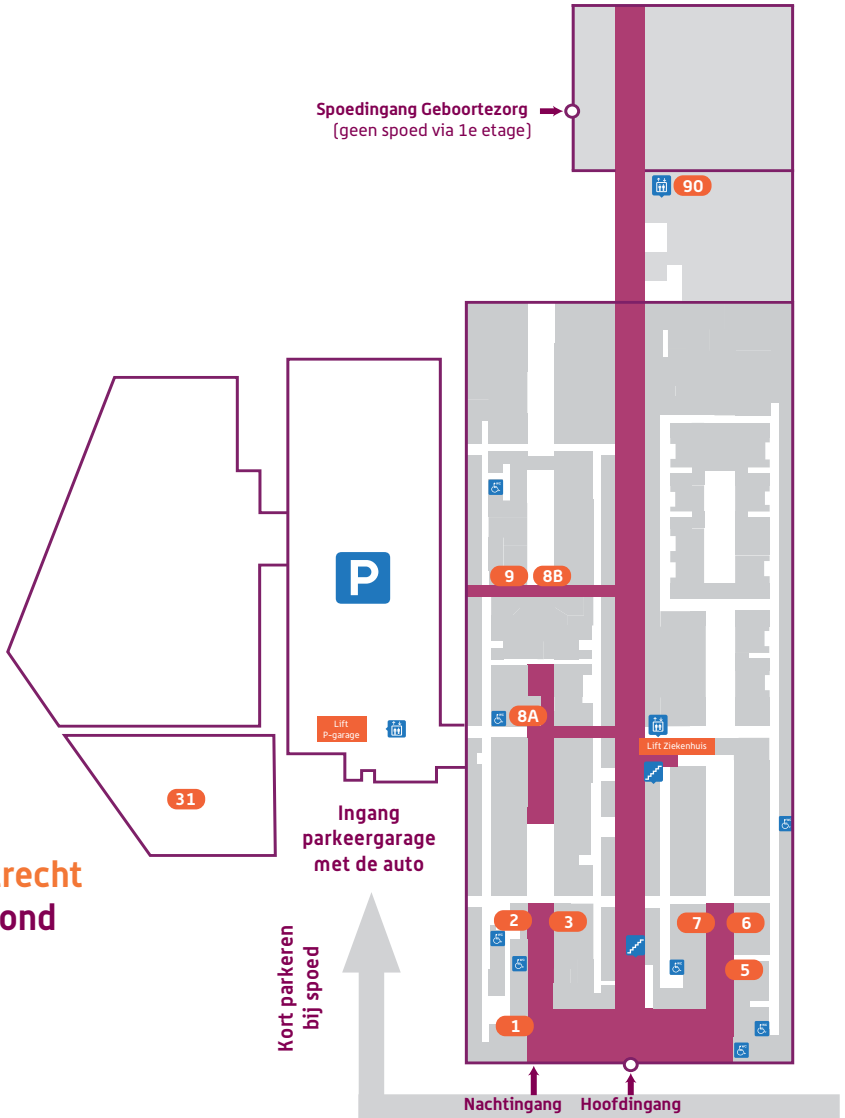 Spoedingang Geboortezorg
(geen spoed via 1e etage)
90
9
8B
P
8A
Lift
P-garage
Lift Ziekenhuis
31
Ingang
parkeergarage
met de auto
recht
ond
2
3
7
6
5
1
Kort parkeren
bij spoed
Nachtingang
Hoofdingang